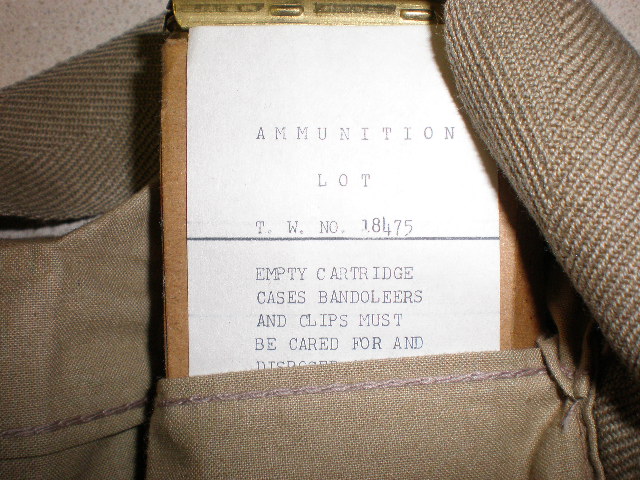 AMMUNITION
LOT
T. W. NO. 18475
EMPTY CARTRIDGE
CASES BANDOLEERS
AND CLIPS MUST
BE CARED FOR AND